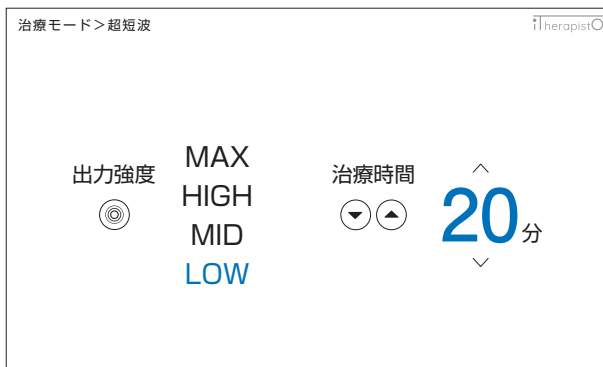 治療モード＞超短波
iTherapistO
出力強度
MAX
HIGH
MID
LOW
治療時間
20分